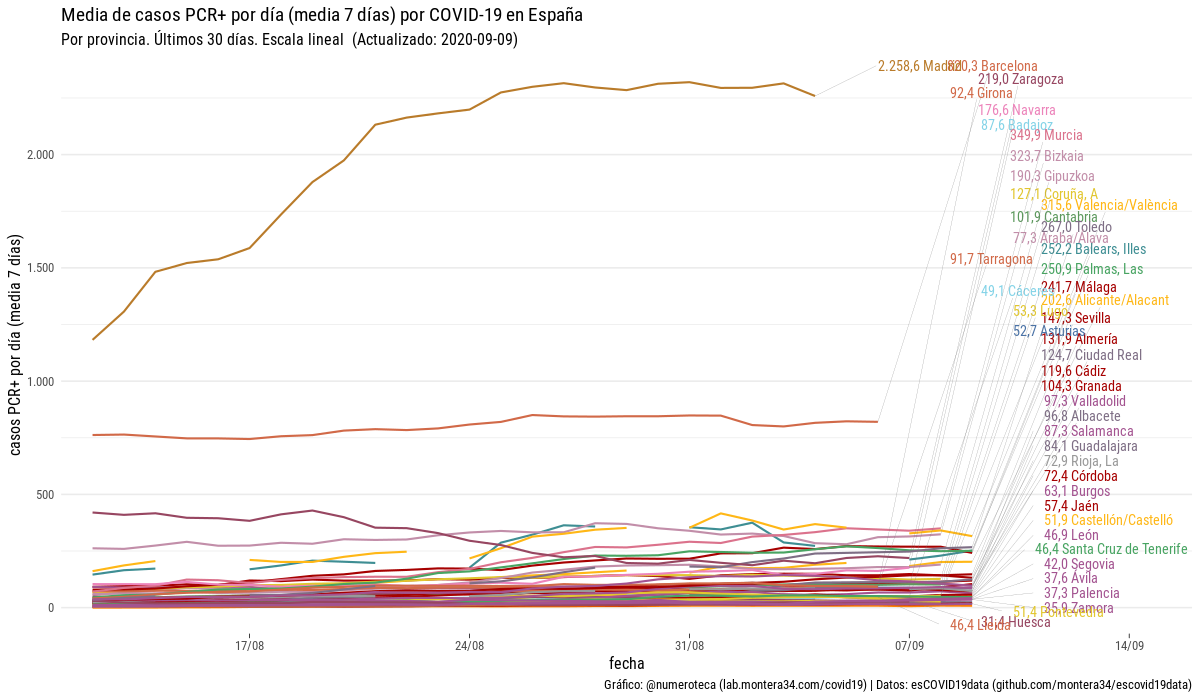 Media de casos PCR+ por día (media 7 días) por COVID-19 en España
Por provincia. Últimos 30 días. Escala lineal (Actualizado: 2020-09-09)
casos PCR+ por día (media 7 días)
2.000
1.500
1.000
500
0
2.258,6 Madrid
820,3 Barcelona
219,0 Zaragoza
92,4 Girona
176,6 Navarra
87,6 Badajoz
349,9 Murcia
323,7 Bizkaia
190,3 Gipuzkoa
127,1 Coruña, A
315,6 Valencia/València
101,9 Cantabria
267,0 Toledo
77,3 Araba/Álava
252,2 Balears, Illes
91,7 Tarragona
250,9 Palmas, Las
241,7 Málaga
49,1 Cáceres
202,6 Alicante/Alacant
53,3 Lugo
147,3 Sevilla
52,7 Asturias
131,9 Almería
124,7 Ciudad Real
119,6 Cádiz
104,3 Granada
97,3 Valladolid
96,8 Albacete
87,3 Salamanca
84,1 Guadalajara
72,9 Rioja, La
72,4 Córdoba
63,1 Burgos
57,4 Jaén
51,9 Castellón/Castelló
46,9 León
46,4 Santa Cruz de Tenerife
42,0 Segovia
37,6 Ávila
37,3 Palencia
35,9 Zamora
51,4 Pontevedra
31,4 Huesca
46,4 Lleida
17/08
24/08
31/08
07/09
14/09
fecha
Gráfico: @numeroteca (lab.montera34.com/covid19) | Datos: esCOVID19data (github.com/montera34/escovid19data)